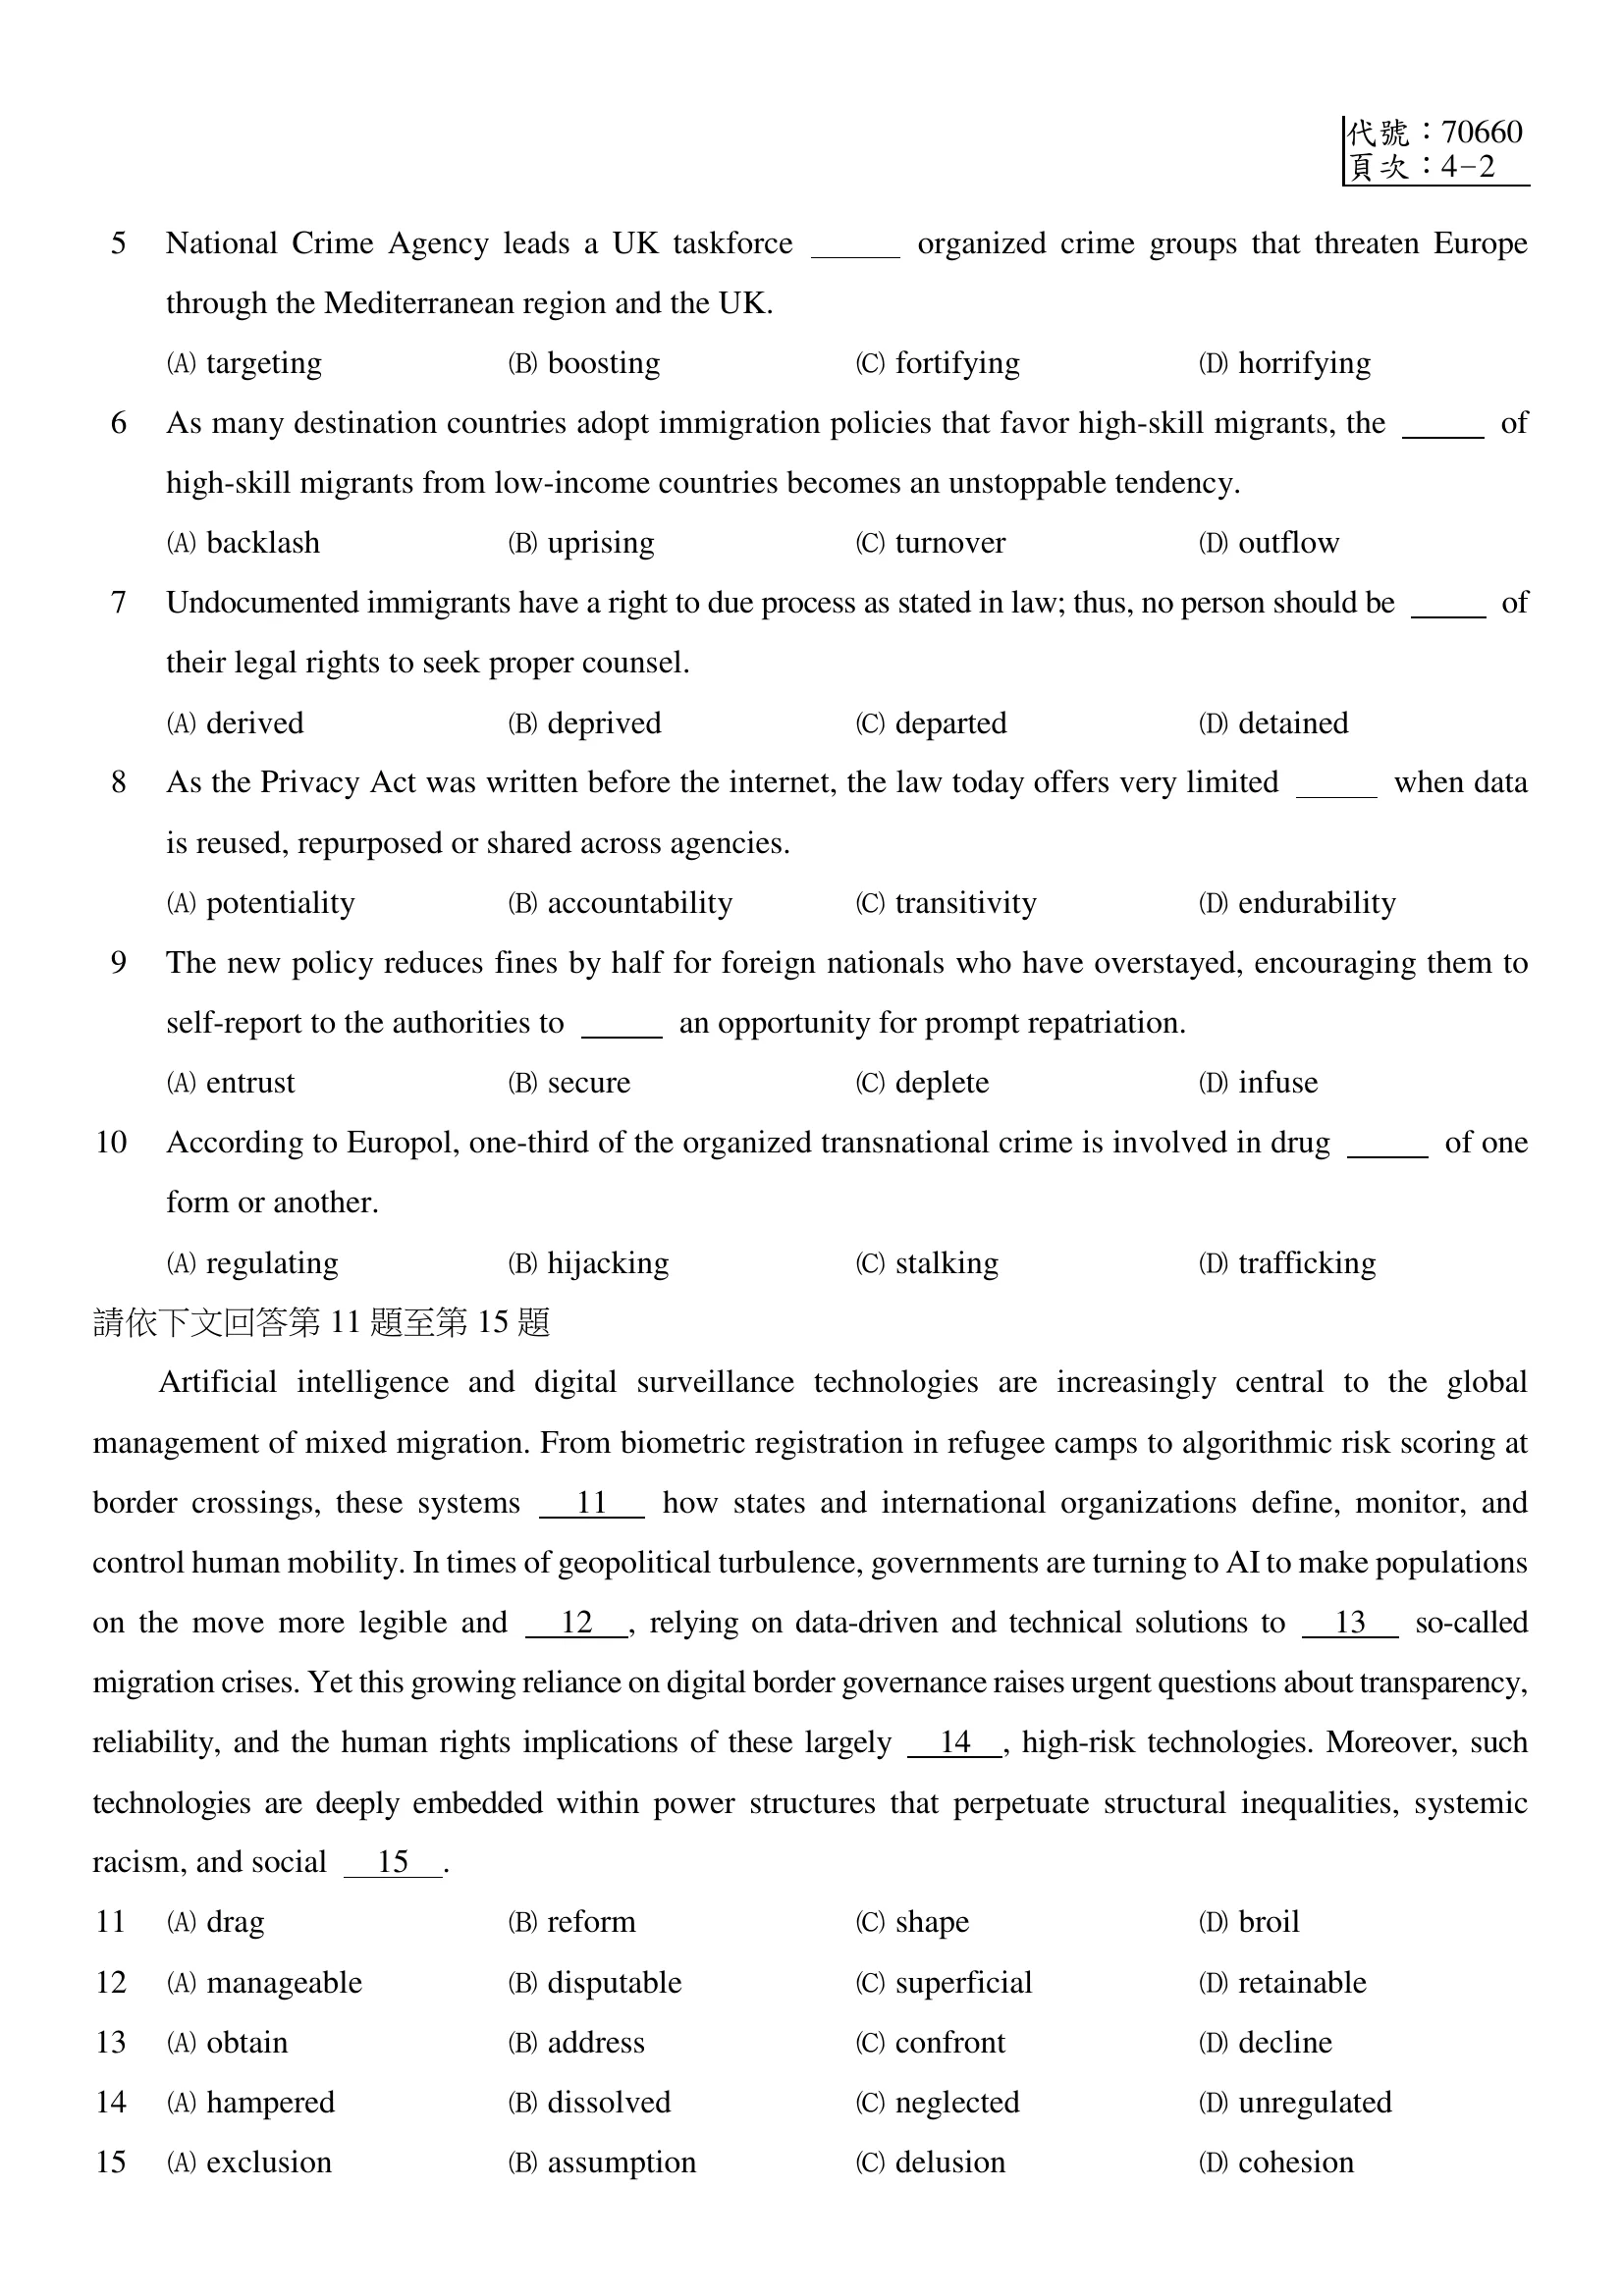 代號：70660
頁次：4-2
5 National Crime Agency leads a UK taskforce _____ organized crime groups that threaten Europe
through the Mediterranean region and the UK.
(A) targeting (B) boosting (C) fortifying (D) horrifying
6 As many destination countries adopt immigration policies that favor high-skill migrants, the _____ of
high-skill migrants from low-income countries becomes an unstoppable tendency.
(A) backlash (B) uprising (C) turnover (D) outflow
7 Undocumented immigrants have a right to due process as stated in law; thus, no person should be _____ of
their legal rights to seek proper counsel.
(A) derived (B) deprived (C) departed (D) detained
8 As the Privacy Act was written before the internet, the law today offers very limited _____ when data
is reused, repurposed or shared across agencies.
(A) potentiality (B) accountability (C) transitivity (D) endurability
9 The new policy reduces fines by half for foreign nationals who have overstayed, encouraging them to
self-report to the authorities to _____ an opportunity for prompt repatriation.
(A) entrust (B) secure (C) deplete (D) infuse
10 According to Europol, one-third of the organized transnational crime is involved in drug _____ of one
form or another.
(A) regulating (B) hijacking (C) stalking (D) trafficking
請依下文回答第 11 題至第 15 題
Artificial intelligence and digital surveillance technologies are increasingly central to the global
management of mixed migration. From biometric registration in refugee camps to algorithmic risk scoring at
border crossings, these systems __11__ how states and international organizations define, monitor, and
control human mobility. In times of geopolitical turbulence, governments are turning to AI to make populations
on the move more legible and __12__, relying on data-driven and technical solutions to __13__ so-called
migration crises. Yet this growing reliance on digital border governance raises urgent questions about transparency,
reliability, and the human rights implications of these largely __14__, high-risk technologies. Moreover, such
technologies are deeply embedded within power structures that perpetuate structural inequalities, systemic
racism, and social __15__.
11 (A) drag (B) reform (C) shape (D) broil
12 (A) manageable (B) disputable (C) superficial (D) retainable
13 (A) obtain (B) address (C) confront (D) decline
14 (A) hampered (B) dissolved (C) neglected (D) unregulated
15 (A) exclusion (B) assumption (C) delusion (D) cohesion